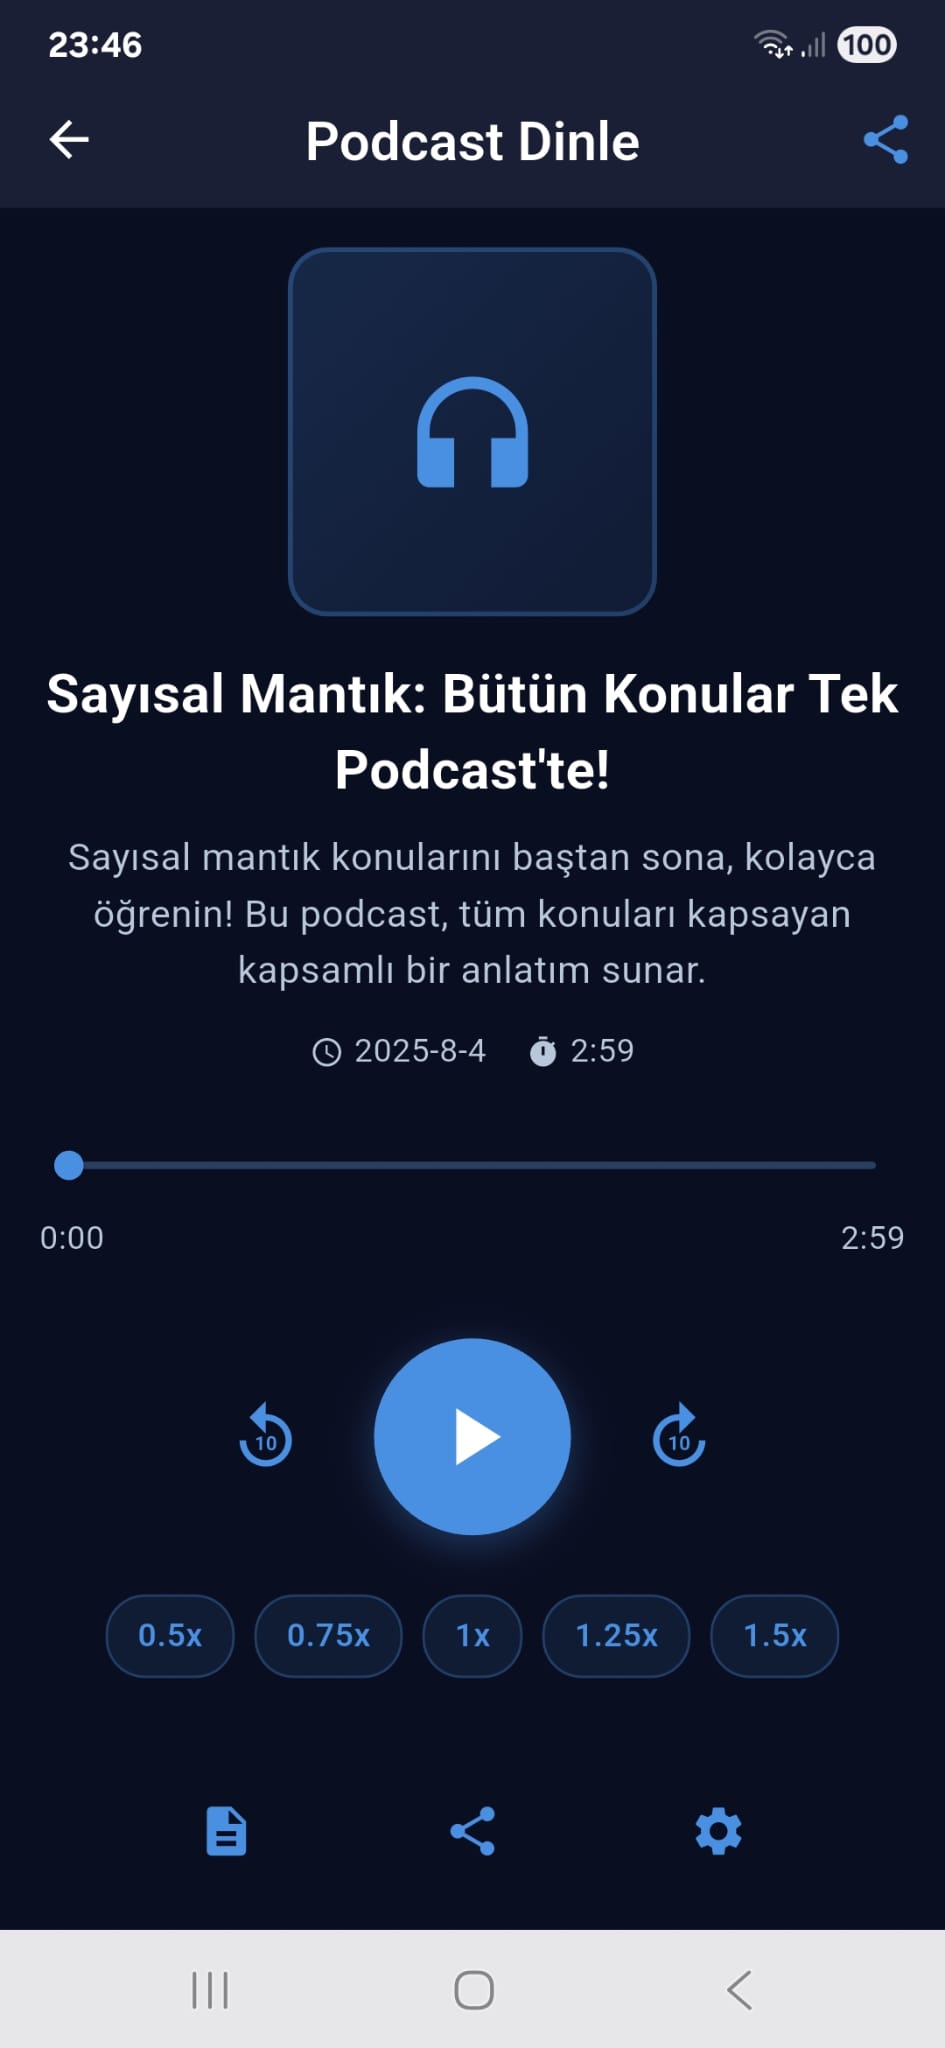 23:46
100
Podcast Dinle
Sayısal Mantık: Bütün Konular Tek
Podcast'te!
Sayısal mantık konularını baştan sona, kolayca
öğrenin! Bu podcast, tüm konuları kapsayan
kapsamlı bir anlatım sunar.
2025-8-4 2:59
0:00 2:59
10 10
0.5x 0.75x 1x 1.25x 1.5x